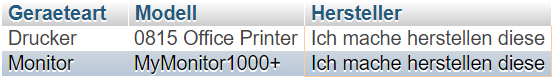 Geraeteart Modell Hersteller
Drucker 0815 Office Printer Ich mache herstellen diese
Monitor MyMonitor1000+ Ich mache herstellen diese